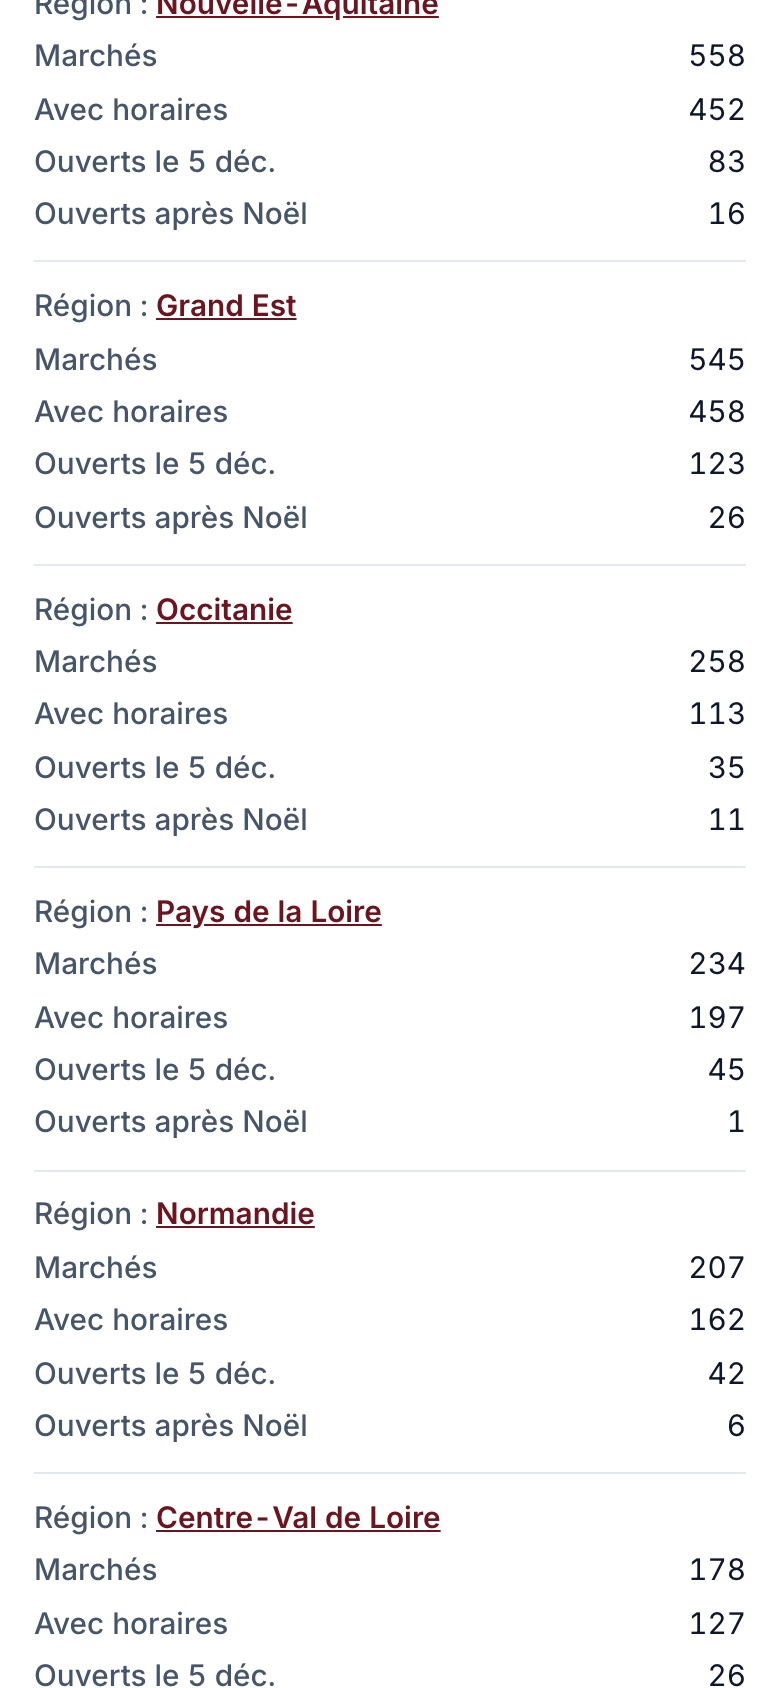 Région : Nouvelle-Aquitaine
Marchés 558
Avec horaires 452
Ouverts le 5 déc. 83
Ouverts après Noël 16
Région : Grand Est
Marchés 545
Avec horaires 458
Ouverts le 5 déc. 123
Ouverts après Noël 26
Région : Occitanie
Marchés 258
Avec horaires 113
Ouverts le 5 déc. 35
Ouverts après Noël 11
Région : Pays de la Loire
Marchés 234
Avec horaires 197
Ouverts le 5 déc. 45
Ouverts après Noël 1
Région : Normandie
Marchés 207
Avec horaires 162
Ouverts le 5 déc. 42
Ouverts après Noël 6
Région : Centre-Val de Loire
Marchés 178
Avec horaires 127
Ouverts le 5 déc. 26